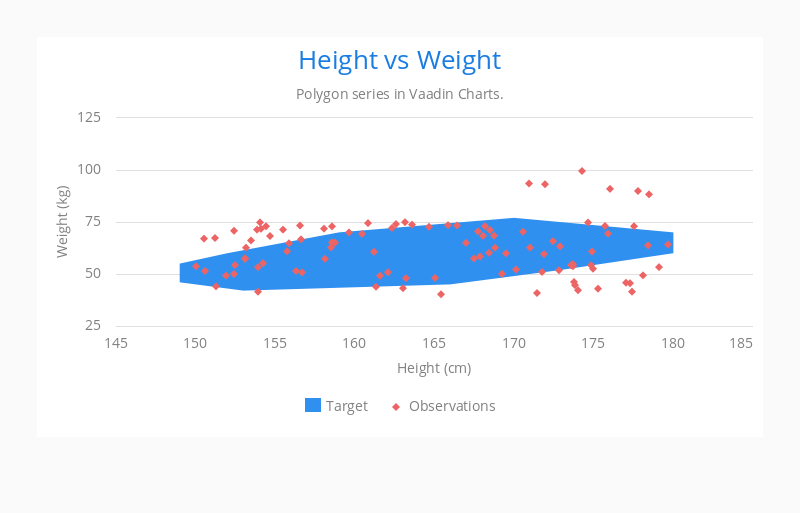 Height vs Weight
Polygon series in Vaadin Charts.
125
100
75
50
25
Weight (kg)
145 150 155 160 165 170 175 180 185
Height (cm)
Target Observations